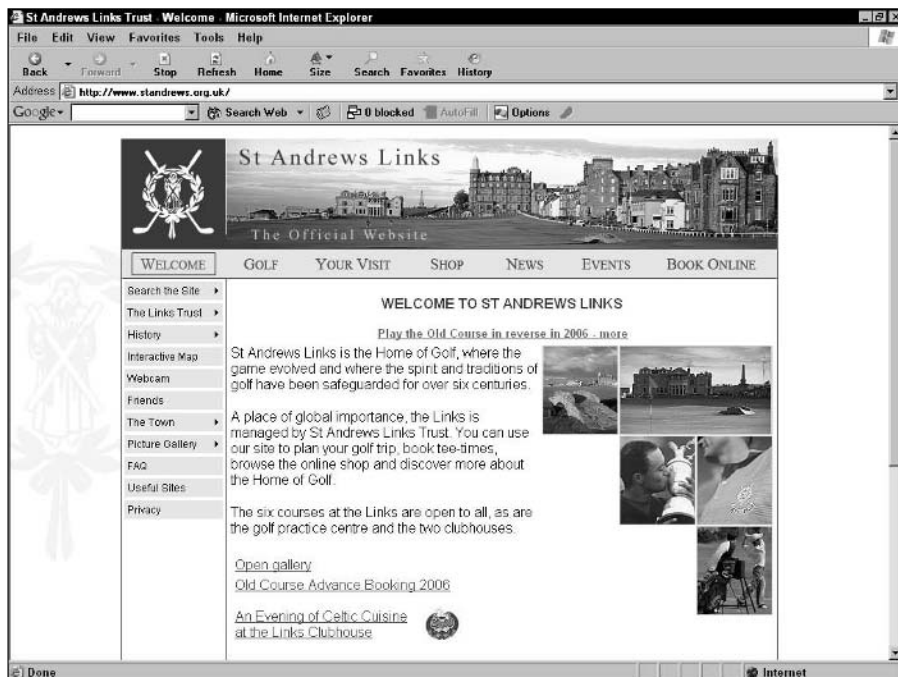 St Andrews Links Trust - Welcome - Microsoft Internet Explorer
File Edit View Favorites Tools Help
Back Forward Stop Refresh Home Size Search Favorites History
Address http://www.standrews.org.uk/
Google Search Web 0 blocked AutoFill Options
St Andrews Links
The Official Website
WELCOME GOLF YOUR VISIT SHOP NEWS EVENTS BOOK ONLINE
Search the Site
The Links Trust
History
Interactive Map
Webcam
Friends
The Town
Picture Gallery
FAQ
Useful Sites
Privacy
WELCOME TO ST ANDREWS LINKS
Play the Old Course in reverse in 2006 - more
St Andrews Links is the Home of Golf, where the
game evolved and where the spirit and traditions of
golf have been safeguarded for over six centuries.
A place of global importance, the Links is
managed by St Andrews Links Trust. You can use
our site to plan your golf trip, book tee-times,
browse the online shop and discover more about
the Home of Golf.
The six courses at the Links are open to all, as are
the golf practice centre and the two clubhouses.
Open gallery
Old Course Advance Booking 2006
An Evening of Celtic Cuisine
at the Links Clubhouse
Done Internet